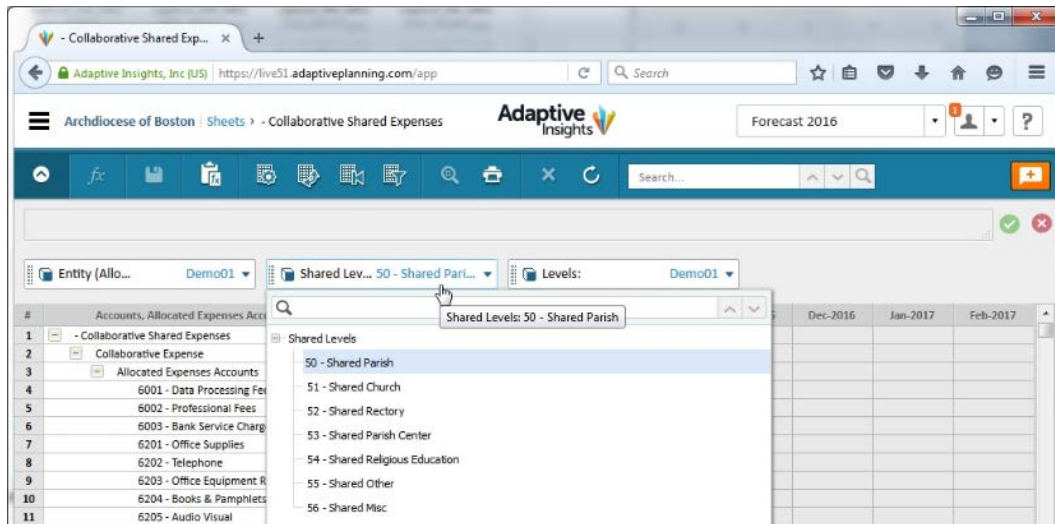 - Collaborative Shared Exp... × +
Adaptive Insights, Inc (US) https://live51.adaptiveplanning.com/app Search
Archdiocese of Boston Sheets › - Collaborative Shared Expenses Adaptive Insights Forecast 2016 1 ?
fx Search...
Entity (Allo... Demo01 Shared Lev... 50 - Shared Pari... Levels: Demo01
Shared Levels: 50 - Shared Parish
# Accounts, Allocated Expenses Acc Dec-2016 Jan-2017 Feb-2017
1 - Collaborative Shared Expenses
2 Collaborative Expense
3 Allocated Expenses Accounts
4 6001 - Data Processing Fe
5 6002 - Professional Fees
6 6003 - Bank Service Charg
7 6201 - Office Supplies
8 6202 - Telephone
9 6203 - Office Equipment R
10 6204 - Books & Pamphlets
11 6205 - Audio Visual
Shared Levels
50 - Shared Parish
51 - Shared Church
52 - Shared Rectory
53 - Shared Parish Center
54 - Shared Religious Education
55 - Shared Other
56 - Shared Misc